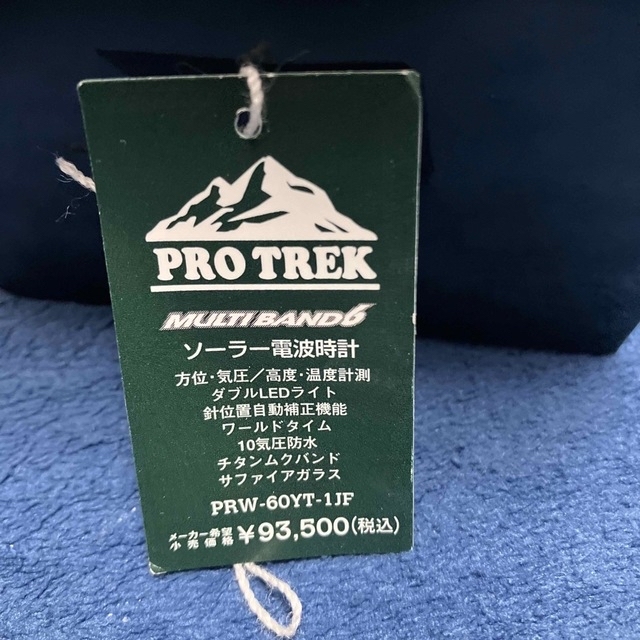 PRO TREK
MULTI BAND 6
ソーラー電波時計
方位・気圧/高度・温度計測
ダブルLEDライト
針位置自動補正機能
ワールドタイム
10気圧防水
チタンムクバンド
サファイアガラス
PRW-60YT-1JF
メーカー希望小売価格 ¥93,500(税込)